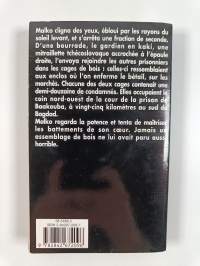 Malko cligna des yeux, ébloui par les rayons du
soleil levant, et s'arrêta une fraction de seconde.
D'une bourrade, le gardien en kaki, une
mitraillette tchécoslovaque accrochée à l'épaule
droite, l'envoya rejoindre les autres prisonniers
dans les cages de bois : celles-ci ressemblaient
aux enclos où l'on enferme le bétail, sur les
marchés. Chacune des deux cages contenait une
demi-douzaine de condamnés. Elles occupaient le
coin nord-ouest de la cour de la prison de
Baakouba, à vingt-cinq kilomètres au sud du
Bagdad.
Malko regarda la potence et tenta de maîtriser
les battements de son cœur. Jamais un
assemblage de bois ne lui avait paru aussi
horrible.